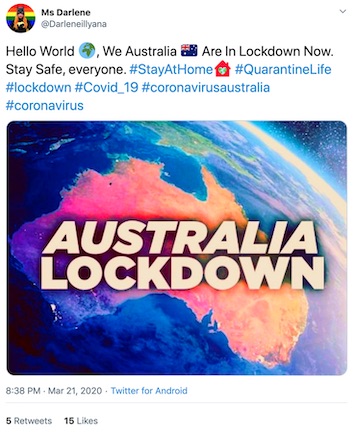 Ms Darlene
@Darleneillyana
Hello World 🌏, We Australia 🇦🇺 Are In Lockdown Now.
Stay Safe, everyone. #StayAtHome🏠 #QuarantineLife
#lockdown #Covid_19 #coronavirusaustralia
#coronavirus
AUSTRALIA
LOCKDOWN
8:38 PM · Mar 21, 2020 · Twitter for Android
5 Retweets 15 Likes